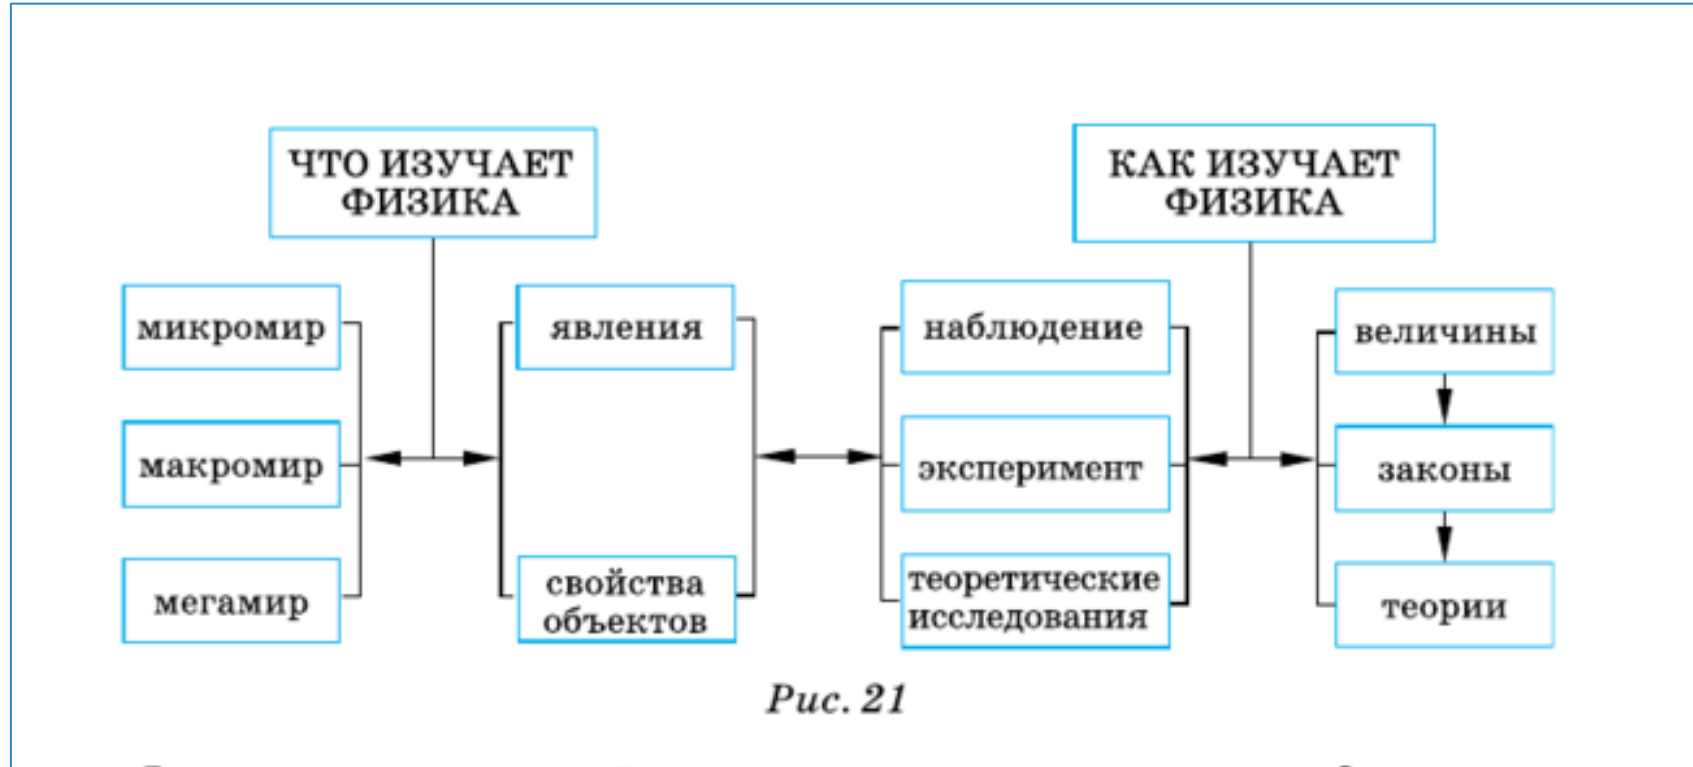 ЧТО ИЗУЧАЕТ
ФИЗИКА
КАК ИЗУЧАЕТ
ФИЗИКА
микромир
макромир
мегамир
явления
свойства
объектов
наблюдение
эксперимент
теоретические
исследования
величины
законы
теории
Рис. 21